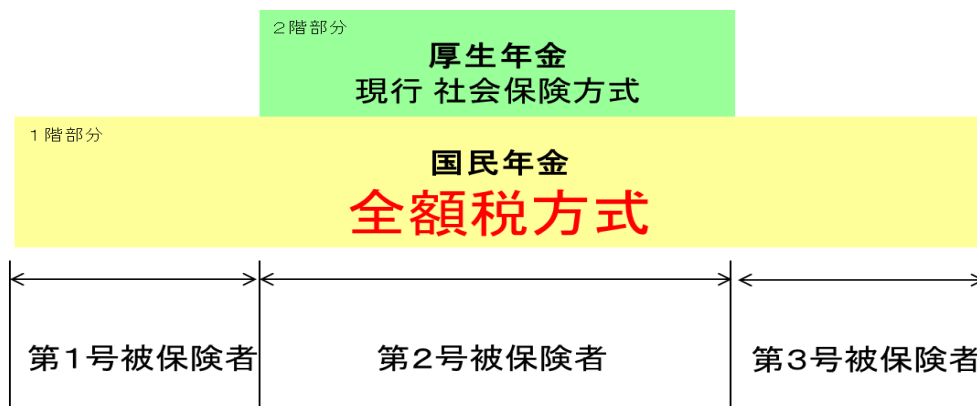 2階部分
厚生年金
現行 社会保険方式
1階部分
国民年金
全額税方式
第1号被保険者
第2号被保険者
第3号被保険者